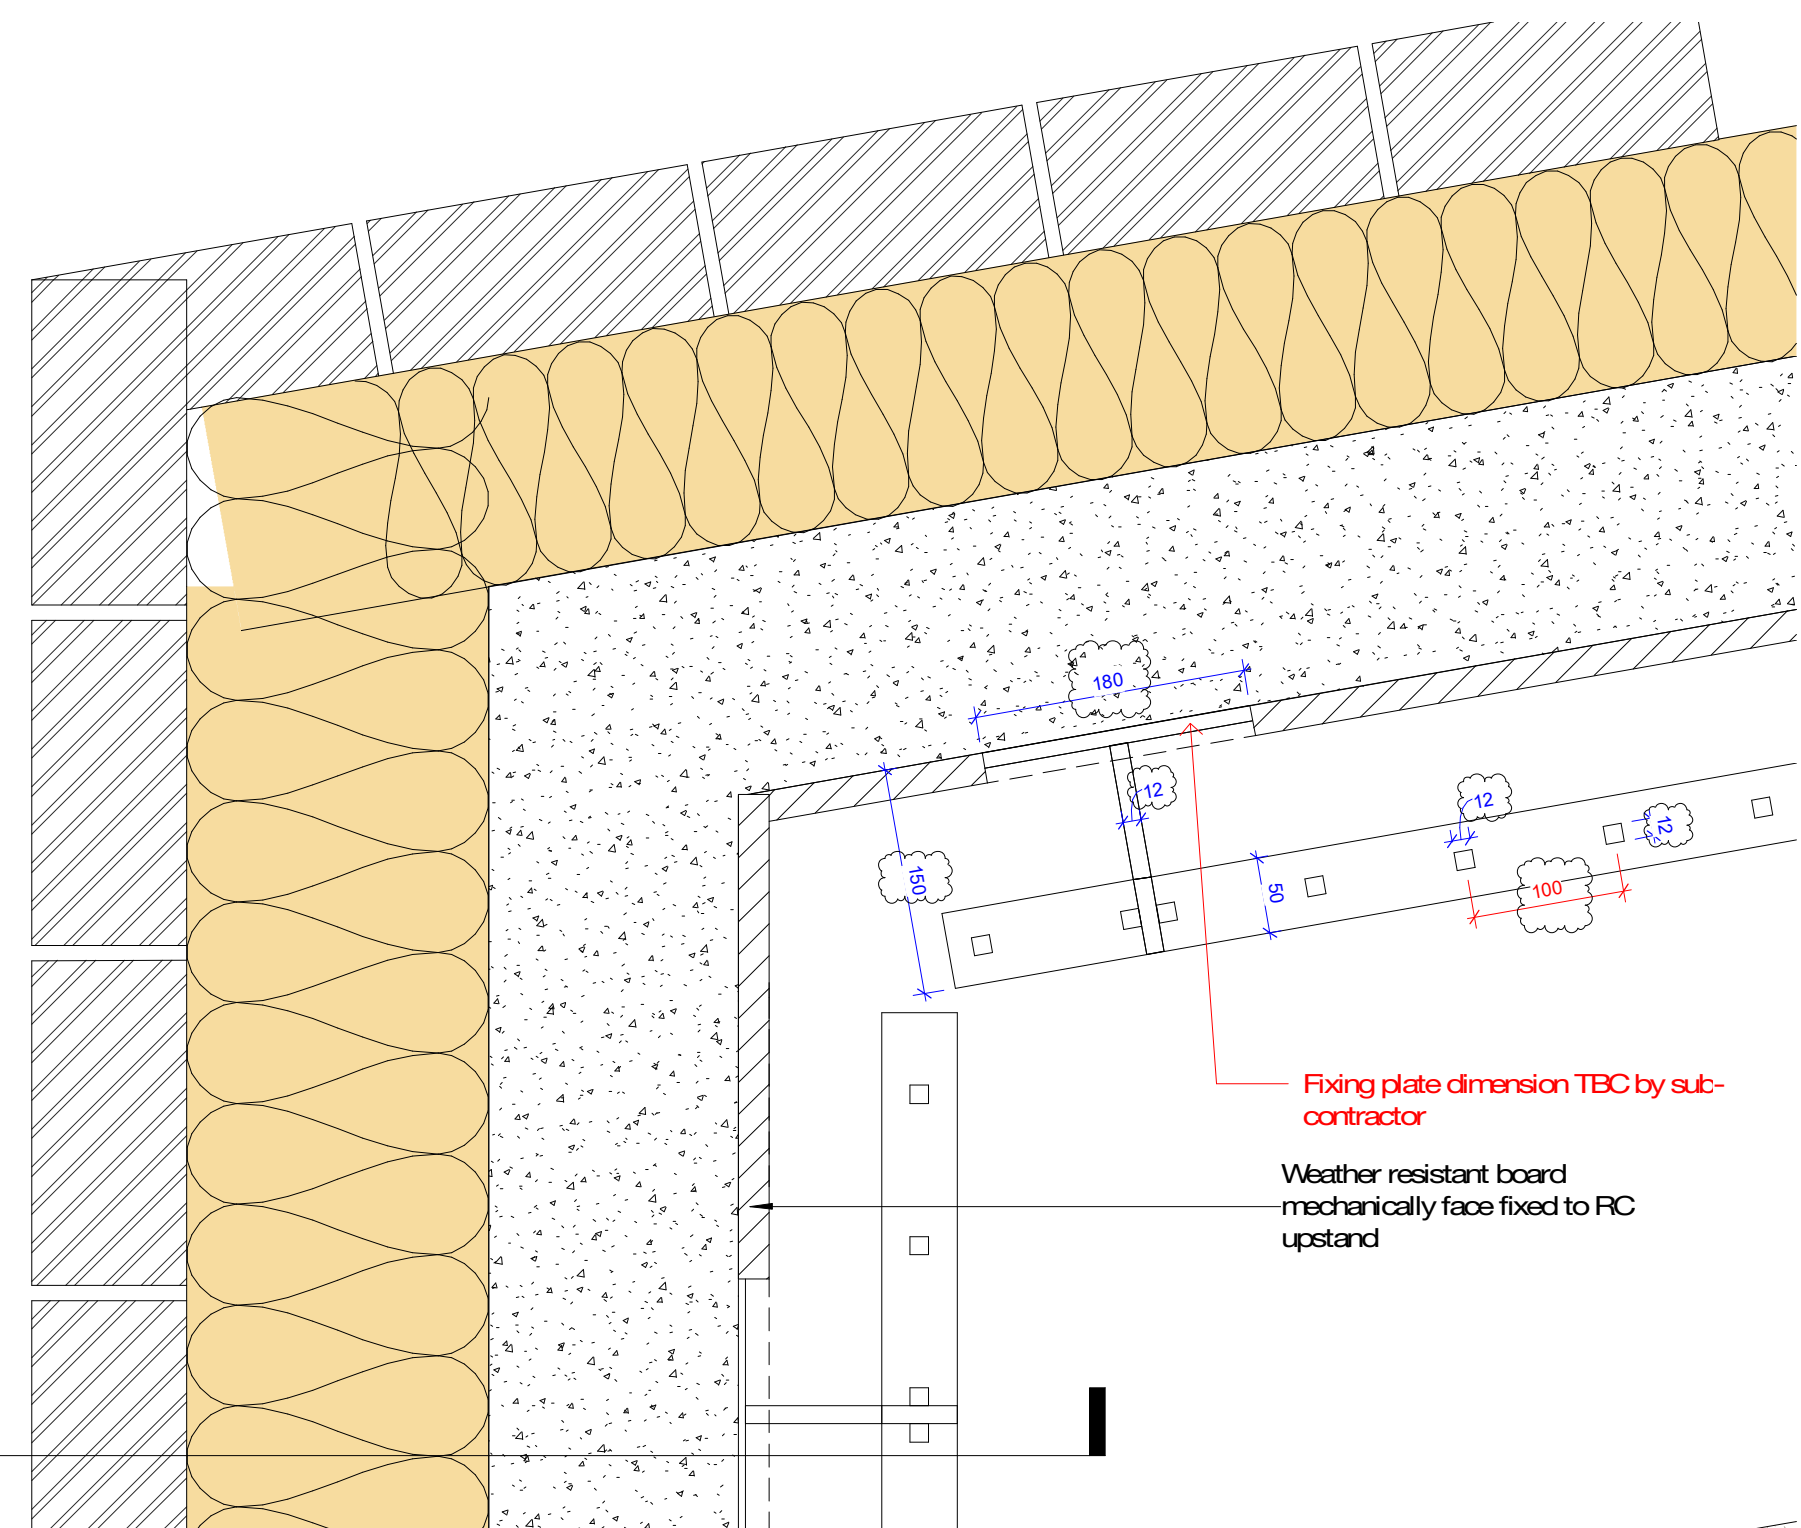 180
12
12
12
150
50
100
Fixing plate dimension TBC by sub-
contractor
Weather resistant board
mechanically face fixed to RC
upstand